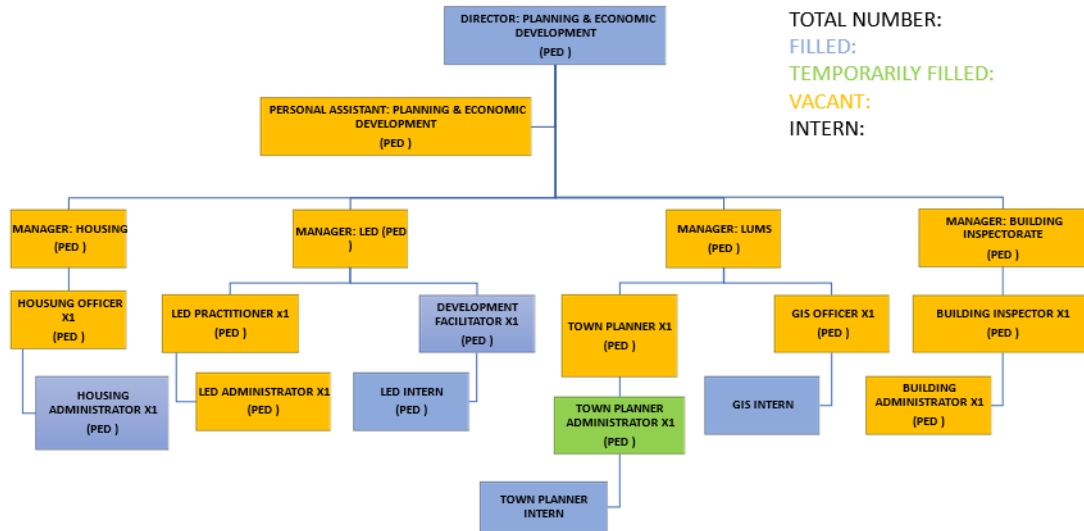 DIRECTOR: PLANNING & ECONOMIC
DEVELOPMENT
(PED )
TOTAL NUMBER:
FILLED:
TEMPORARILY FILLED:
VACANT:
INTERN:
PERSONAL ASSISTANT: PLANNING & ECONOMIC
DEVELOPMENT
(PED )
MANAGER: HOUSING
(PED )
MANAGER: LED (PED
)
MANAGER: LUMS
(PED )
MANAGER: BUILDING
INSPECTORATE
(PED )
HOUSUNG OFFICER
X1
(PED )
LED PRACTITIONER x1
(PED )
DEVELOPMENT
FACILITATOR X1
(PED )
TOWN PLANNER X1
(PED )
GIS OFFICER X1
(PED )
BUILDING INSPECTOR X1
(PED )
HOUSING
ADMINISTRATOR X1
(PED )
LED ADMINISTRATOR X1
(PED )
LED INTERN
(PED )
TOWN PLANNER
ADMINISTRATOR X1
(PED )
GIS INTERN
BUILDING
ADMINISTRATOR X1
(PED )
TOWN PLANNER
INTERN